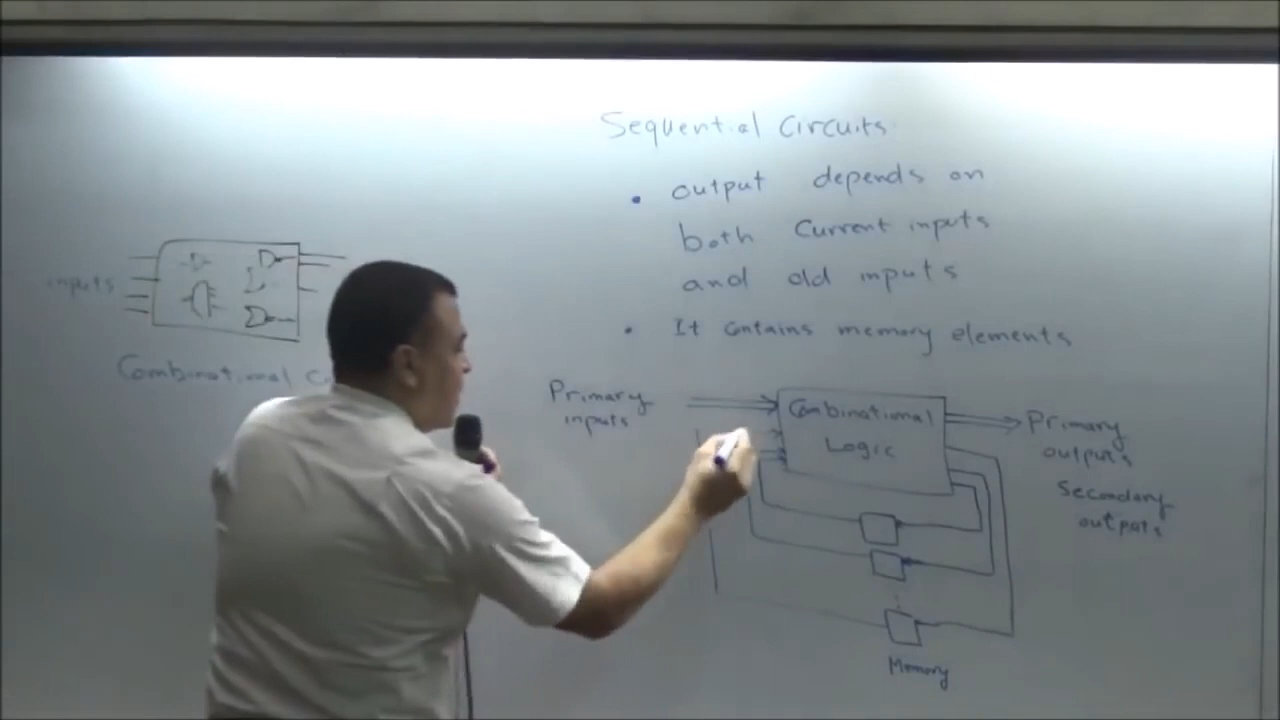 Sequential Circuits
• output depends on
both current inputs
and old inputs
• It contains memory elements
inputs
Combinational
Primary
inputs
Combinational
Logic
Primary
outputs
Secondary
outputs
Memory